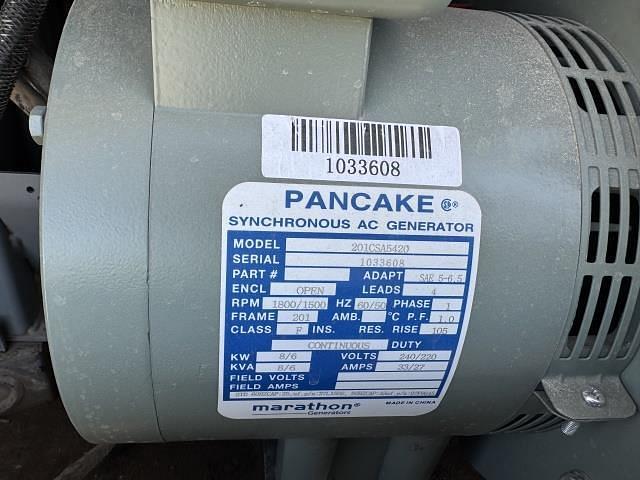 1033608
PANCAKE
SYNCHRONOUS AC GENERATOR
MODEL 201CSA5420
SERIAL 1033608
PART # ADAPT SAE 5-6.5
ENCL OPEN LEADS 4
RPM 1800/1500 HZ 60/50 PHASE 1
FRAME 201 AMB. °C P.F. 1.0
CLASS F INS. RES. RISE 105
CONTINUOUS DUTY
KW 8/6 VOLTS 240/220
KVA 8/6 AMPS 33/27
FIELD VOLTS
FIELD AMPS
marathon® MADE IN CHINA
Generators